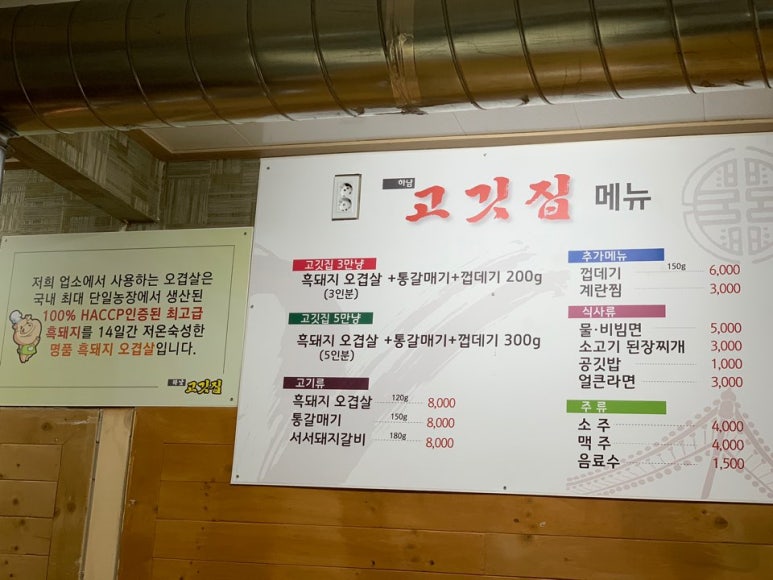 저희 업소에서 사용하는 오겹살은
국내 최대 단일농장에서 생산된
100% HACCP인증된 최고급
흑돼지를 14일간 저온숙성한
명품 흑돼지 오겹살입니다.
하남 고깃집
하남 고깃집 메뉴
고깃집 3만냥
흑돼지 오겹살 +통갈매기+껍데기 200g
(3인분)
고깃집 5만냥
흑돼지 오겹살 +통갈매기+껍데기 300g
(5인분)
고기류
흑돼지 오겹살 120g 8,000
통갈매기 150g 8,000
서서돼지갈비 180g 8,000
추가메뉴
껍데기 150g 6,000
계란찜 3,000
식사류
물·비빔면 5,000
소고기 된장찌개 3,000
공깃밥 1,000
얼큰라면 3,000
주 류
소 주 4,000
맥 주 4,000
음료수 1,500